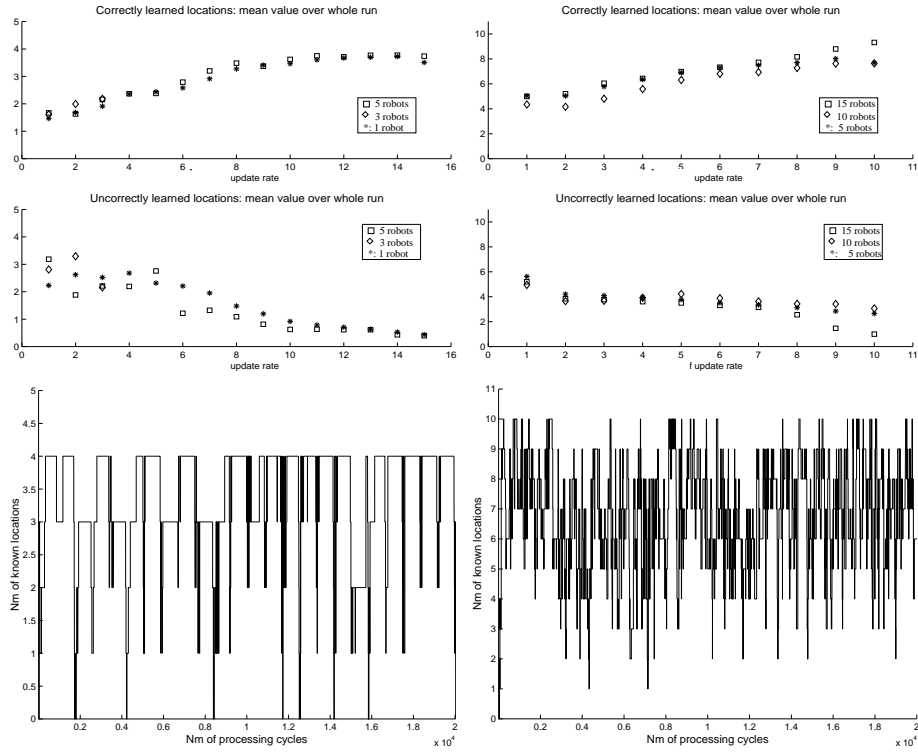 Correctly learned locations: mean value over whole run
5
4
3
2
1
0
0 2 4 6 8 10 12 14 16
update rate
5 robots
3 robots
*: 1 robot
Correctly learned locations: mean value over whole run
10
8
6
4
2
0
0 1 2 3 4 5 6 7 8 9 10 11
update rate
15 robots
10 robots
*: 5 robots
Uncorrectly learned locations: mean value over whole run
5
4
3
2
1
0
0 2 4 6 8 10 12 14 16
update rate
5 robots
3 robots
*: 1 robot
Uncorrectly learned locations: mean value over whole run
10
8
6
4
2
0
0 1 2 3 4 5 6 7 8 9 10 11
f update rate
15 robots
10 robots
*: 5 robots
5
4.5
4
3.5
3
2.5
2
1.5
1
0.5
0
Nm of known locations
0.2 0.4 0.6 0.8 1 1.2 1.4 1.6 1.8 2
Nm of processing cycles
x 10^4
11
10
9
8
7
6
5
4
3
2
1
0
Nm of known locations
0.2 0.4 0.6 0.8 1 1.2 1.4 1.6 1.8 2
Nm of processing cycles
x 10^4